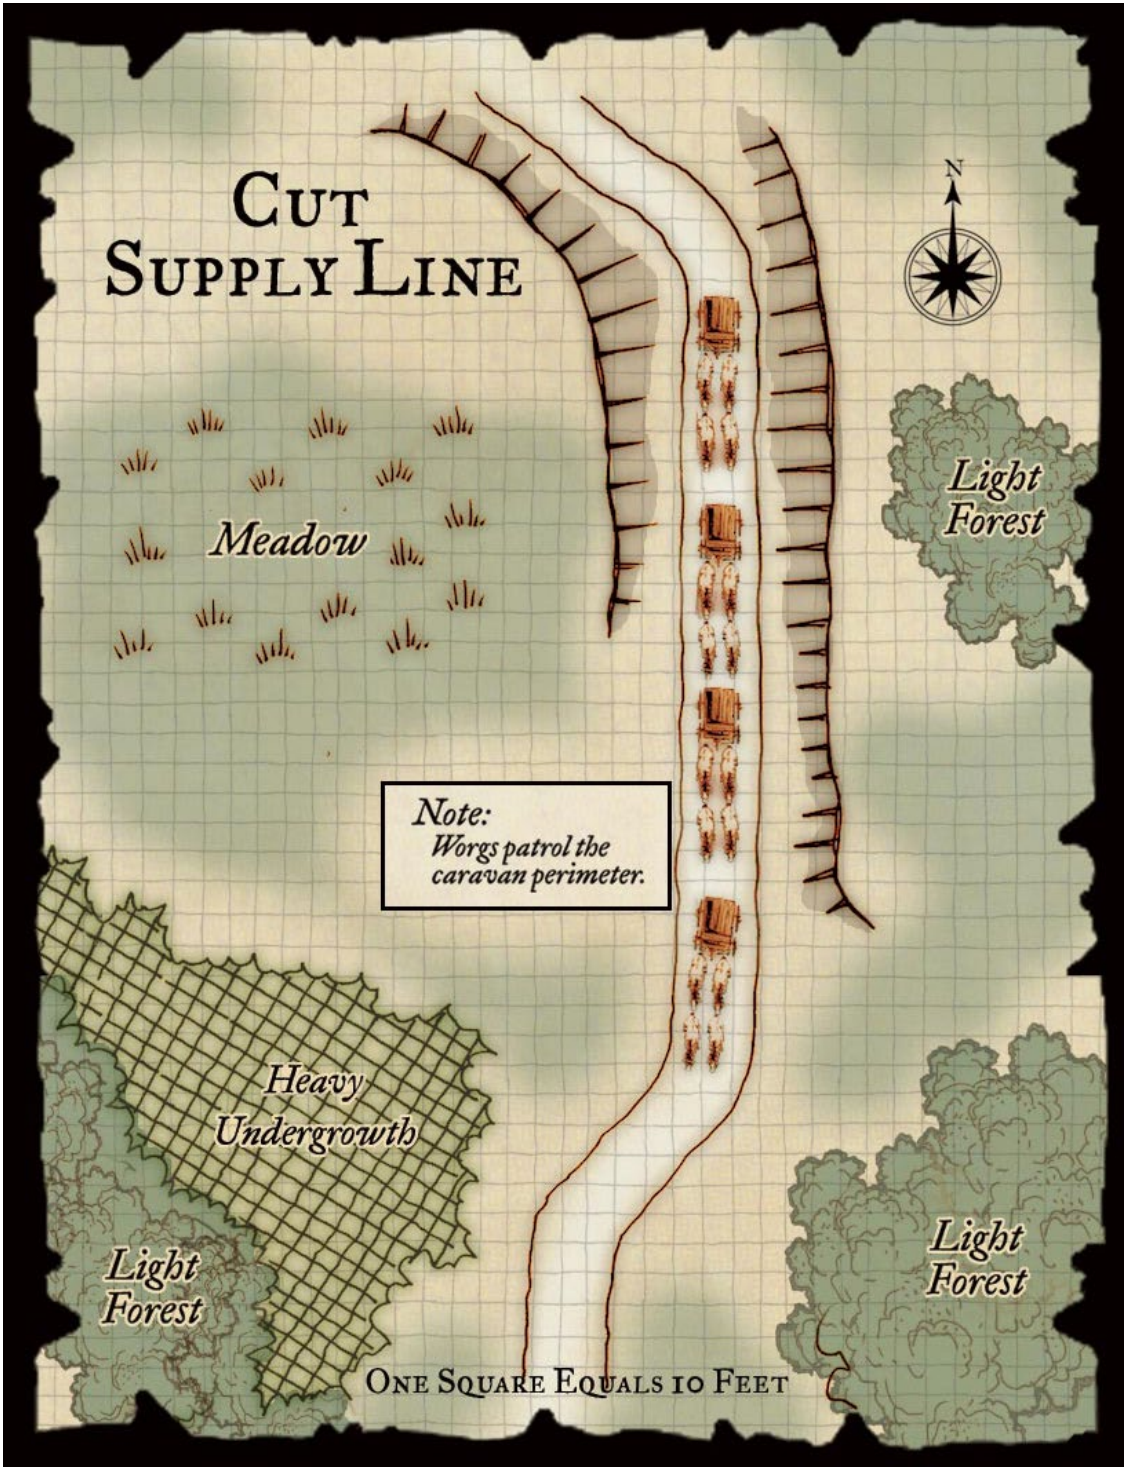 CUT
SUPPLY LINE
N
Light
Forest
Meadow
Note:
Worgs patrol the
caravan perimeter.
Heavy
Undergrowth
Light
Forest
Light
Forest
ONE SQUARE EQUALS 10 FEET